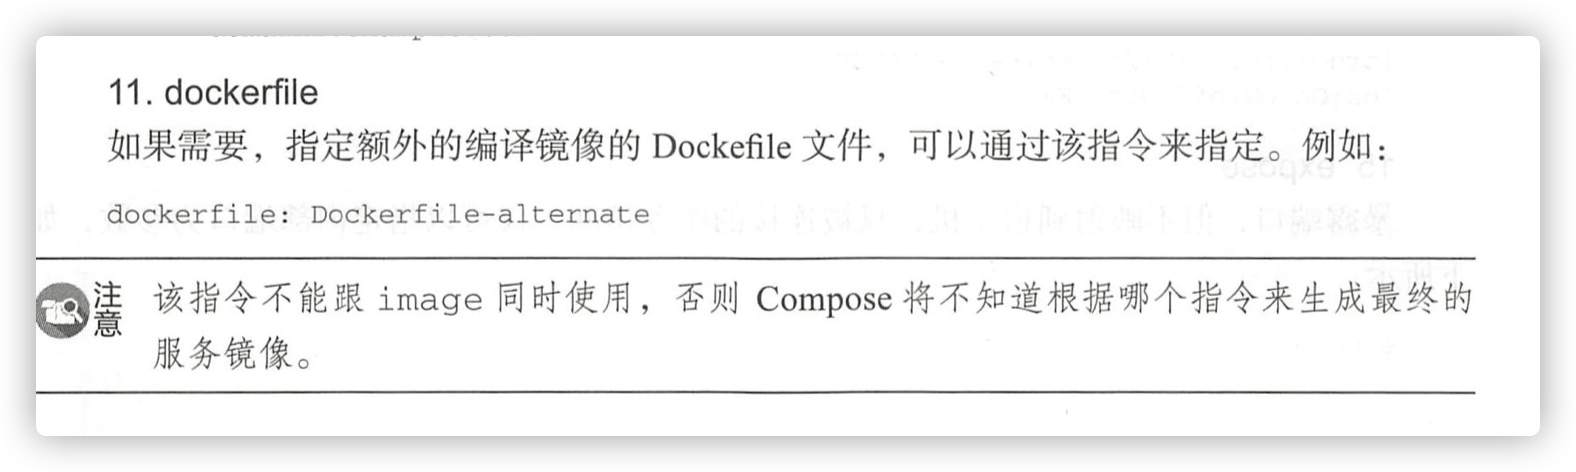 11. dockerfile
如果需要，指定额外的编译镜像的 Dockefile 文件，可以通过该指令来指定。例如：
dockerfile: Dockerfile-alternate
注意 该指令不能跟 image 同时使用，否则 Compose 将不知道根据哪个指令来生成最终的
服务镜像。